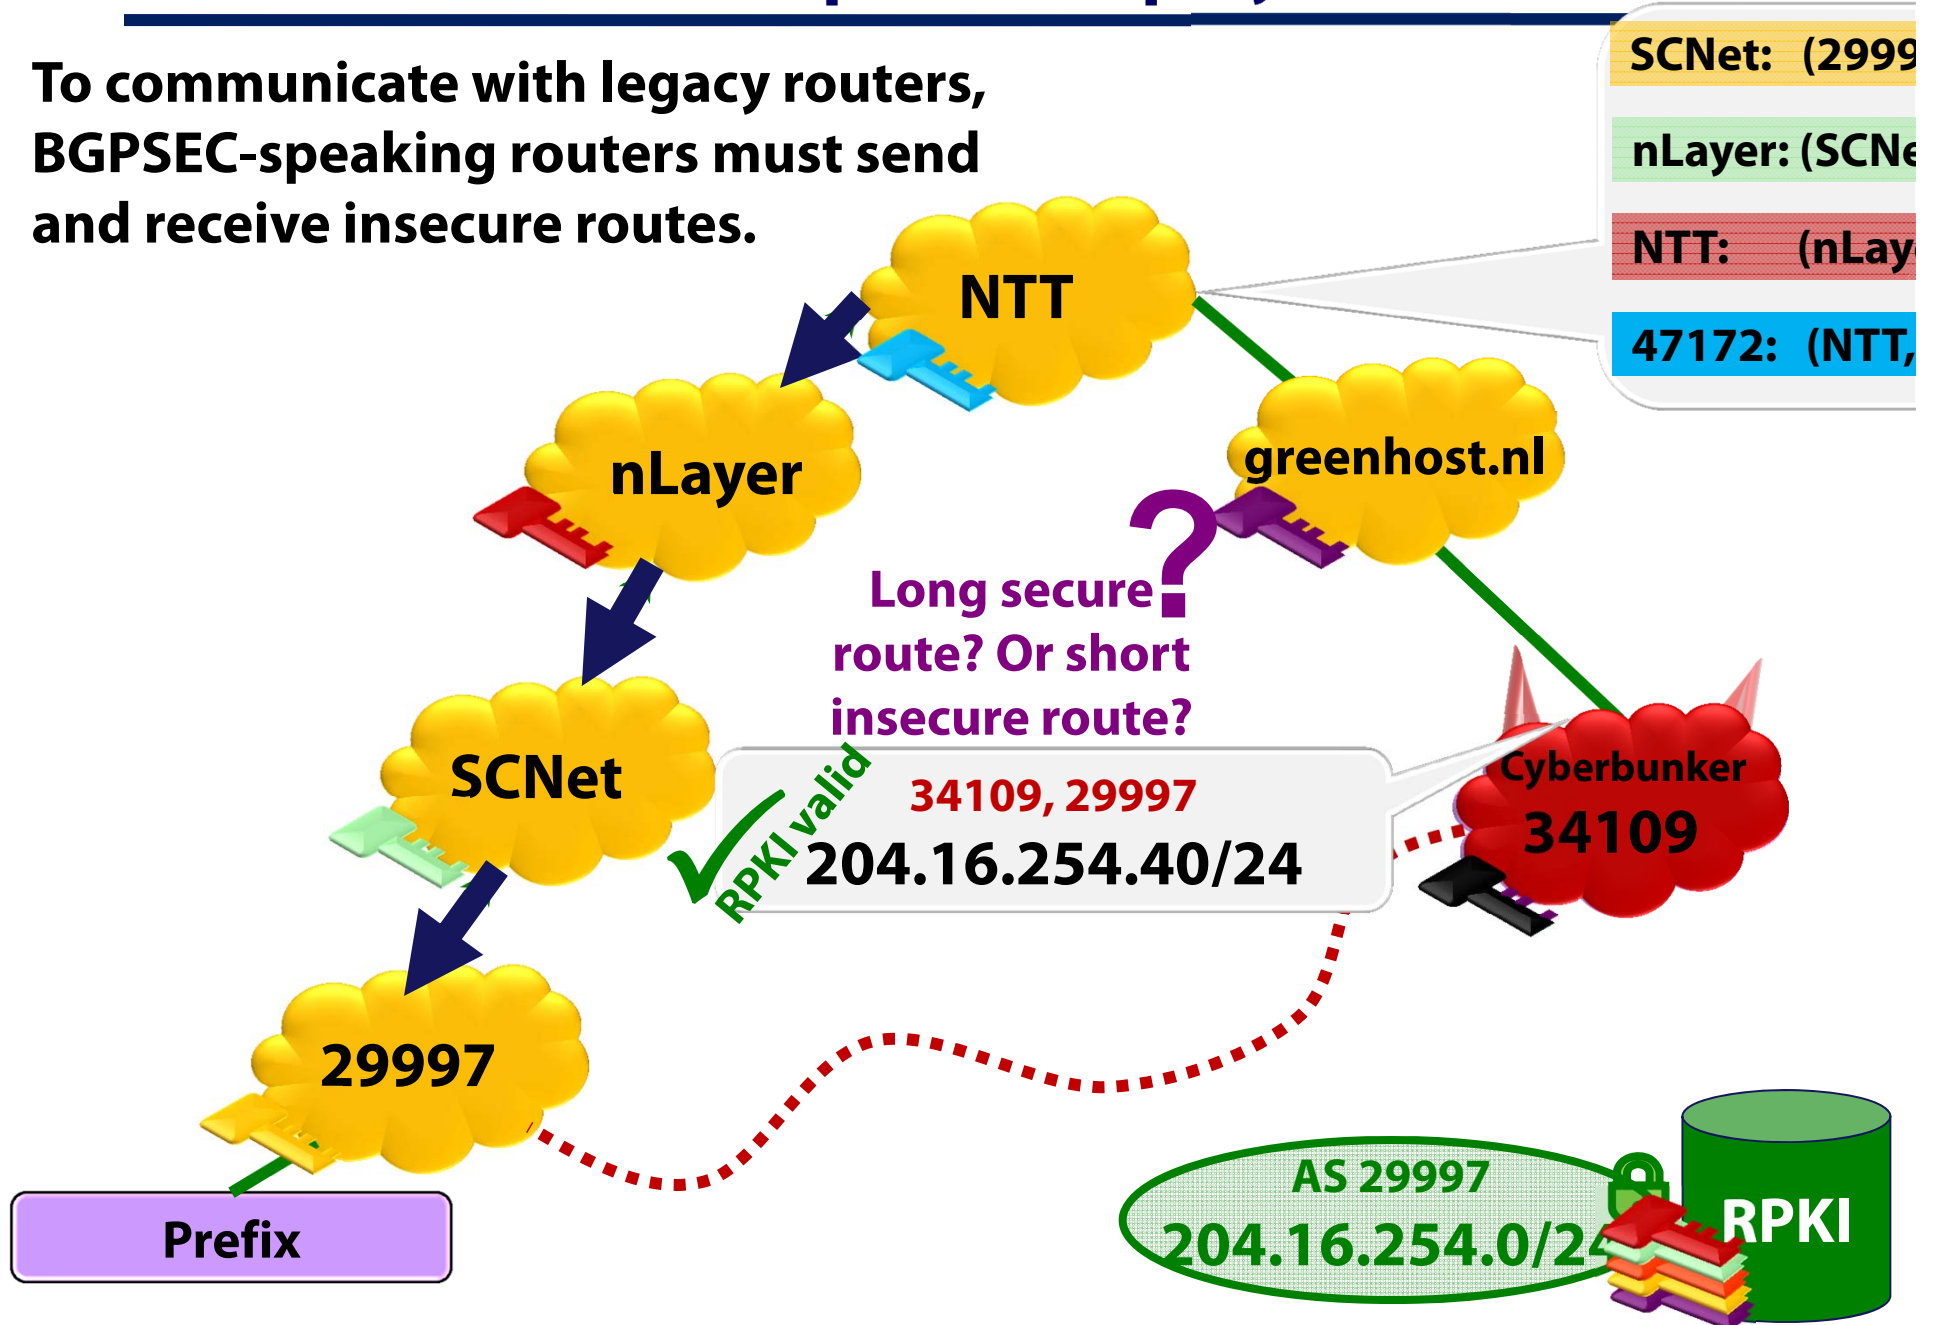 To communicate with legacy routers,
BGPSEC-speaking routers must send
and receive insecure routes.
SCNet: (2999
nLayer: (SCNe
NTT: (nLay
47172: (NTT,
NTT
nLayer
greenhost.nl
?
Long secure
route? Or short
insecure route?
SCNet
RPKI valid
34109, 29997
204.16.254.40/24
Cyberbunker
34109
29997
Prefix
AS 29997
204.16.254.0/24
RPKI